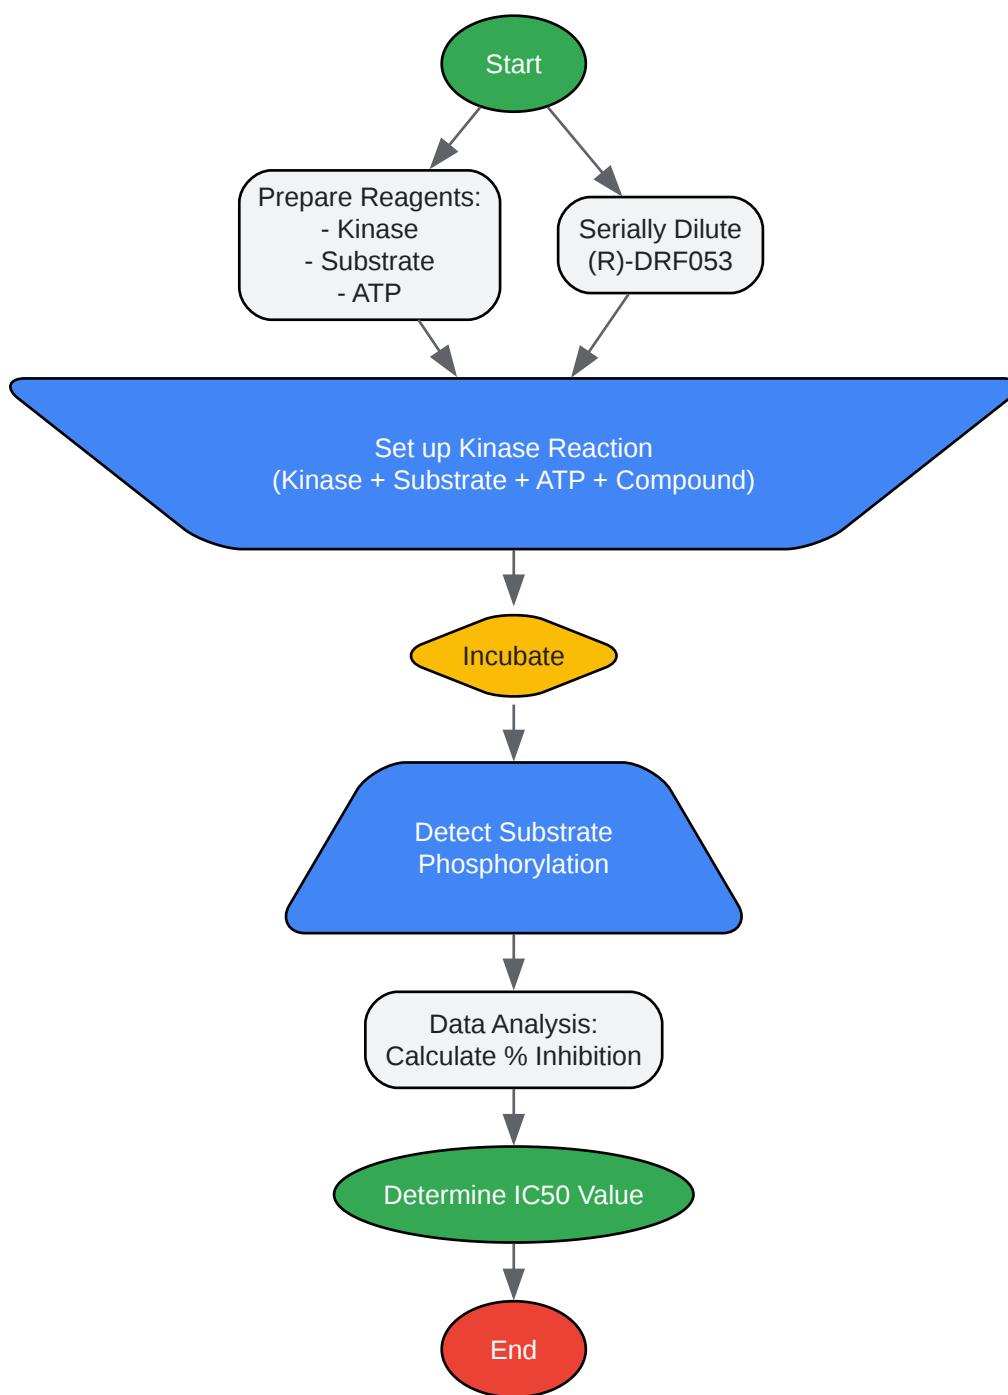 Start
Prepare Reagents:
- Kinase
- Substrate
- ATP
Serially Dilute
(R)-DRF053
Set up Kinase Reaction
(Kinase + Substrate + ATP + Compound)
Incubate
Detect Substrate
Phosphorylation
Data Analysis:
Calculate % Inhibition
Determine IC50 Value
End